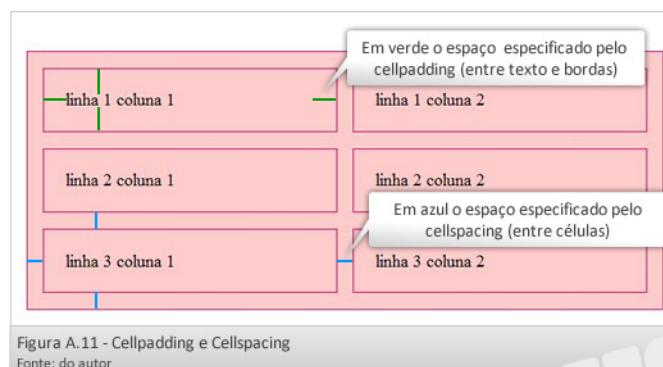 Em verde o espaço especificado pelo
cellpadding (entre texto e bordas)
linha 1 coluna 1
linha 1 coluna 2
linha 2 coluna 1
linha 2 coluna 2
Em azul o espaço especificado pelo
cellspacing (entre células)
linha 3 coluna 1
linha 3 coluna 2
Figura A.11 - Cellpadding e Cellspacing
Fonte: do autor